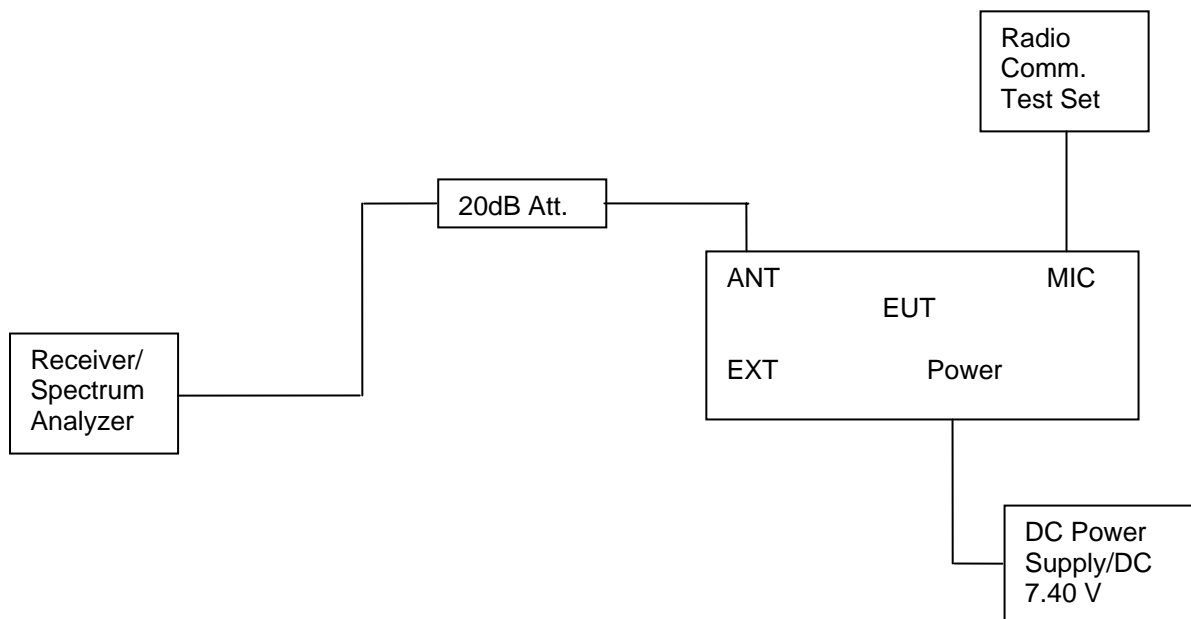 Radio
Comm.
Test Set
20dB Att.
ANT
MIC
EUT
EXT
Power
Receiver/
Spectrum
Analyzer
DC Power
Supply/DC
7.40 V